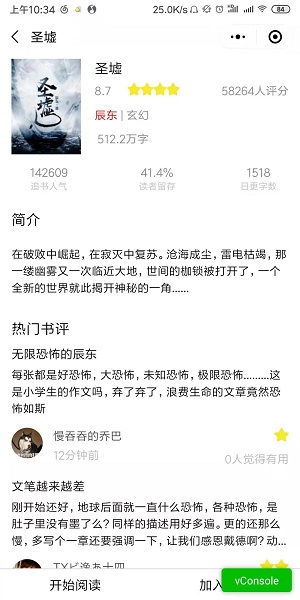 上午10:34
25.0K/s
圣墟
圣墟
圣墟
8.7
58264人评分
辰东 | 玄幻
512.2万字
142609
41.4%
1518
追书人气
读者留存
日更字数
简介
在破败中崛起，在寂灭中复苏。沧海成尘，雷电枯竭，那
一缕幽雾又一次临近大地，世间的枷锁被打开了，一个
全新的世界就此揭开神秘的一角......
热门书评
无限恐怖的辰东
每张都是好恐怖，大恐怖，未知恐怖，极限恐怖.........这
是小学生的作文吗，弃了弃了，浪费生命的文章竟然恐
怖如斯
慢吞吞的乔巴
12分钟前
0人觉得有用
文笔越来越差
刚开始还好，地球后面就一直什么恐怖，各种恐怖，是
肚子里没有墨了么？同样的描述用好多遍。更的还那么
慢，多写个一章还要强调一下，让我们感恩戴德啊？动...
开始阅读
加入
vConsole